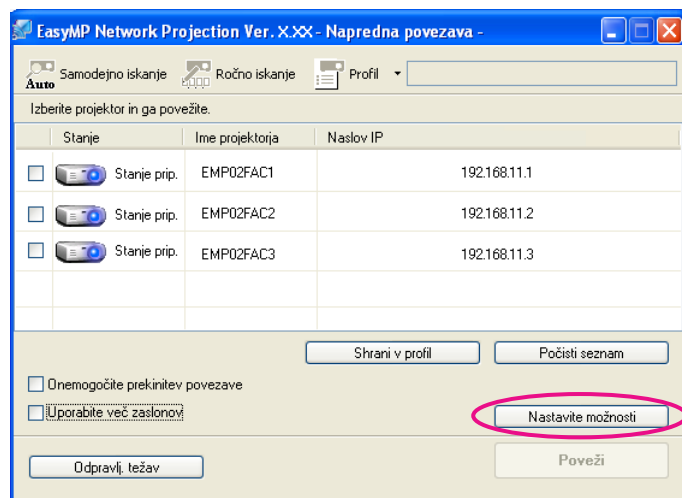 EasyMP Network Projection Ver. X.XX - Napredna povezava -
Auto Samodejno iskanje Ročno iskanje Profil
Izberite projektor in ga povežite.
Stanje Ime projektorja Naslov IP
Stanje prip. EMP02FAC1 192.168.11.1
Stanje prip. EMP02FAC2 192.168.11.2
Stanje prip. EMP02FAC3 192.168.11.3
Shrani v profil Počisti seznam
Onemogočite prekinitev povezave
Uporabite več zaslonov Nastavite možnosti
Odpravlj. težav Poveži